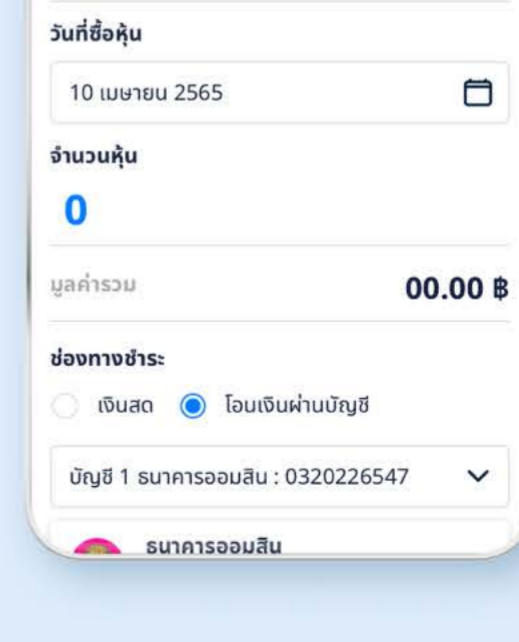 วันที่ซื้อหุ้น
10 เมษายน 2565
จำนวนหุ้น
0
มูลค่ารวม 00.00 ฿
ช่องทางชำระ
เงินสด โอนเงินผ่านบัญชี
บัญชี 1 ธนาคารออมสิน : 0320226547
ธนาคารออมสิน